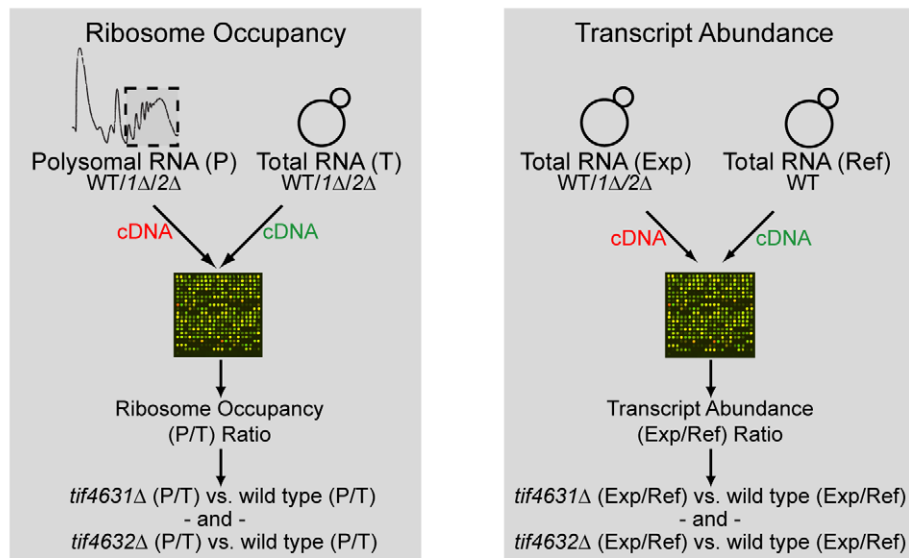 Ribosome Occupancy
Polysomal RNA (P)
WT/1Δ/2Δ
Total RNA (T)
WT/1Δ/2Δ
cDNA
cDNA
Ribosome Occupancy
(P/T) Ratio
tif4631Δ (P/T) vs. wild type (P/T)
- and -
tif4632Δ (P/T) vs. wild type (P/T)
Transcript Abundance
Total RNA (Exp)
WT/1Δ/2Δ
Total RNA (Ref)
WT
cDNA
cDNA
Transcript Abundance
(Exp/Ref) Ratio
tif4631Δ (Exp/Ref) vs. wild type (Exp/Ref)
- and -
tif4632Δ (Exp/Ref) vs. wild type (Exp/Ref)